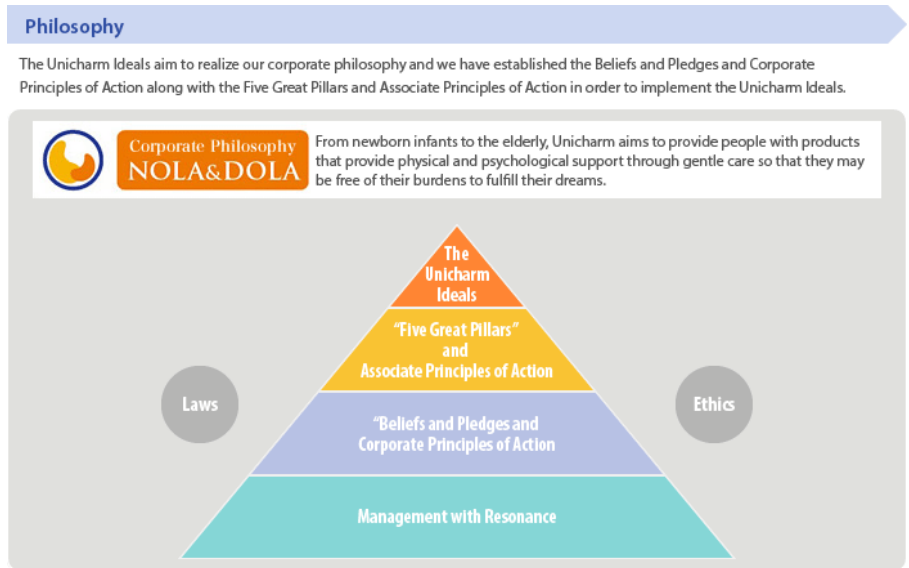 Philosophy
The Unicharm Ideals aim to realize our corporate philosophy and we have established the Beliefs and Pledges and Corporate
Principles of Action along with the Five Great Pillars and Associate Principles of Action in order to implement the Unicharm Ideals.
Corporate Philosophy
NOLA&DOLA
From newborn infants to the elderly, Unicharm aims to provide people with products
that provide physical and psychological support through gentle care so that they may
be free of their burdens to fulfill their dreams.
The
Unicharm
Ideals
“Five Great Pillars”
and
Associate Principles of Action
Laws
Ethics
“Beliefs and Pledges and
Corporate Principles of Action
Management with Resonance